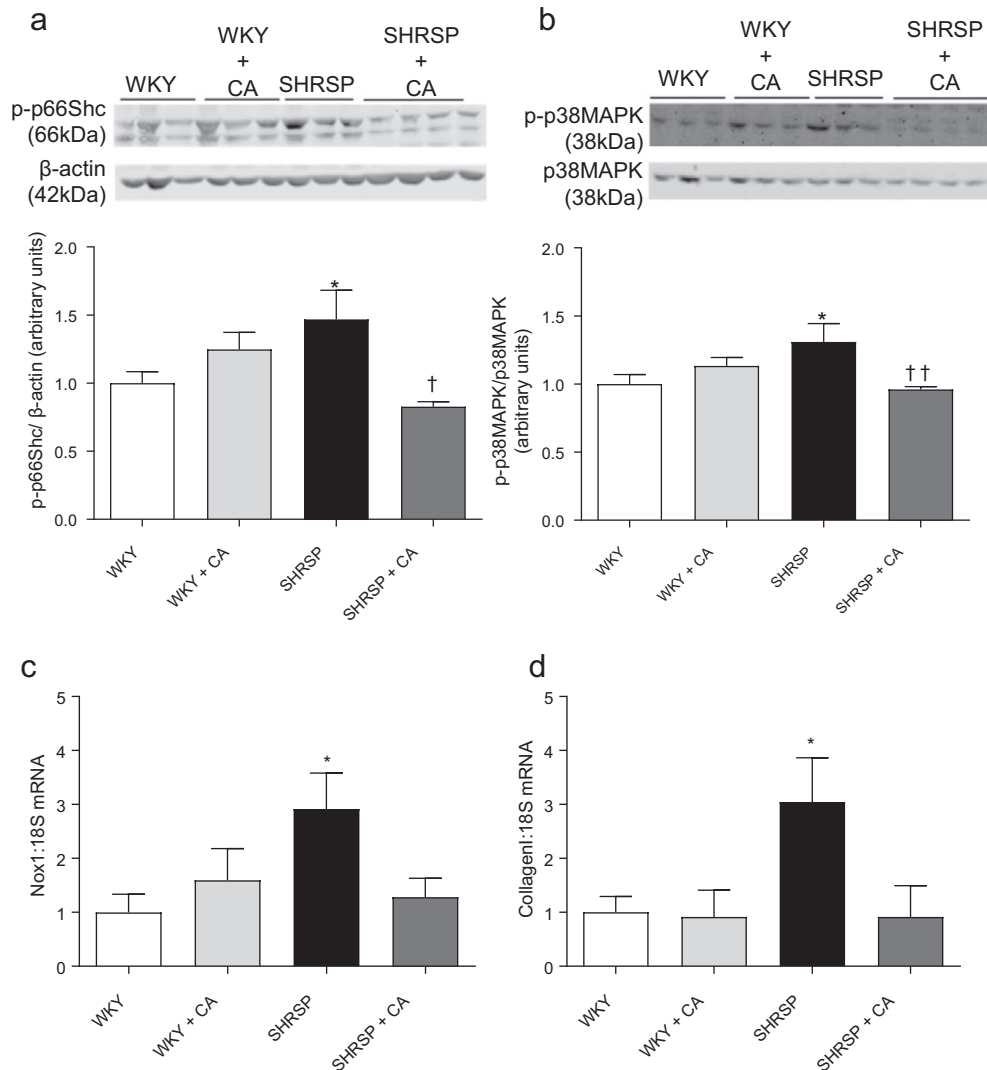 a
WKY
+
CA
SHRSP
+
CA
WKY
SHRSP
p-p66Shc
(66kDa)
β-actin
(42kDa)
p-p66Shc/ β-actin (arbitrary units)
2.0
1.5
1.0
0.5
0.0
*
†
WKY
WKY + CA
SHRSP
SHRSP + CA
b
WKY
+
CA
SHRSP
+
CA
WKY
SHRSP
p-p38MAPK
(38kDa)
p38MAPK
(38kDa)
p-p38MAPK/p38MAPK
(arbitrary units)
2.0
1.5
1.0
0.5
0.0
*
††
WKY
WKY + CA
SHRSP
SHRSP + CA
c
Nox1:18S mRNA
5
4
3
2
1
0
*
WKY
WKY + CA
SHRSP
SHRSP + CA
d
CollagenI:18S mRNA
5
4
3
2
1
0
*
WKY
WKY + CA
SHRSP
SHRSP + CA